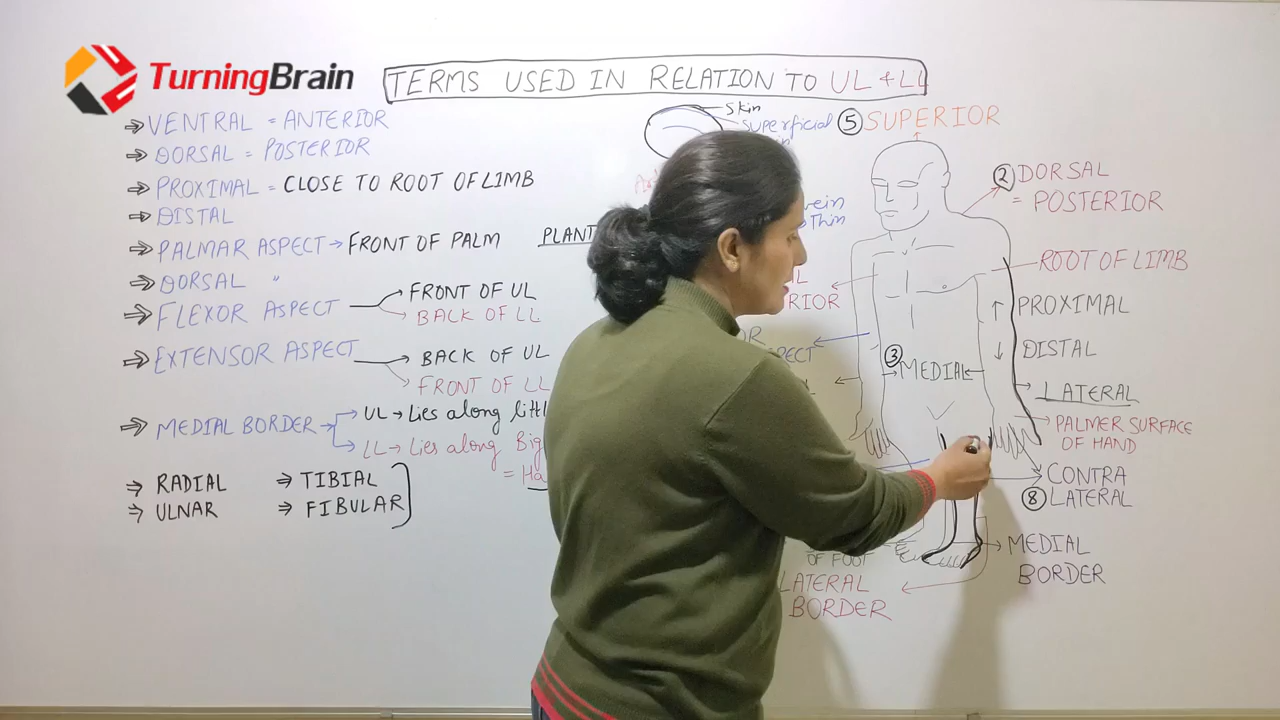 TurningBrain
TERMS USED IN RELATION TO UL & LL
⇒ VENTRAL = ANTERIOR
⇒ DORSAL = POSTERIOR
⇒ PROXIMAL = CLOSE TO ROOT OF LIMB
⇒ DISTAL
⇒ PALMAR ASPECT → FRONT OF PALM
PLANT
⇒ DORSAL "
⇒ FLEXOR ASPECT
FRONT OF UL
BACK OF LL
⇒ EXTENSOR ASPECT
BACK OF UL
FRONT OF LL
⇒ MEDIAL BORDER
UL → Lies along littl
LL → Lies along Big
= Ha
⇒ RADIAL
⇒ ULNAR
⇒ TIBIAL
⇒ FIBULAR
Skin
Superficial
vein
Thin
5 SUPERIOR
2 DORSAL
= POSTERIOR
ROOT OF LIMB
PROXIMAL
DISTAL
3 MEDIAL
LATERAL
PALMER SURFACE
OF HAND
CONTRA
8 LATERAL
MEDIAL
BORDER
OF FOOT
LATERAL
BORDER